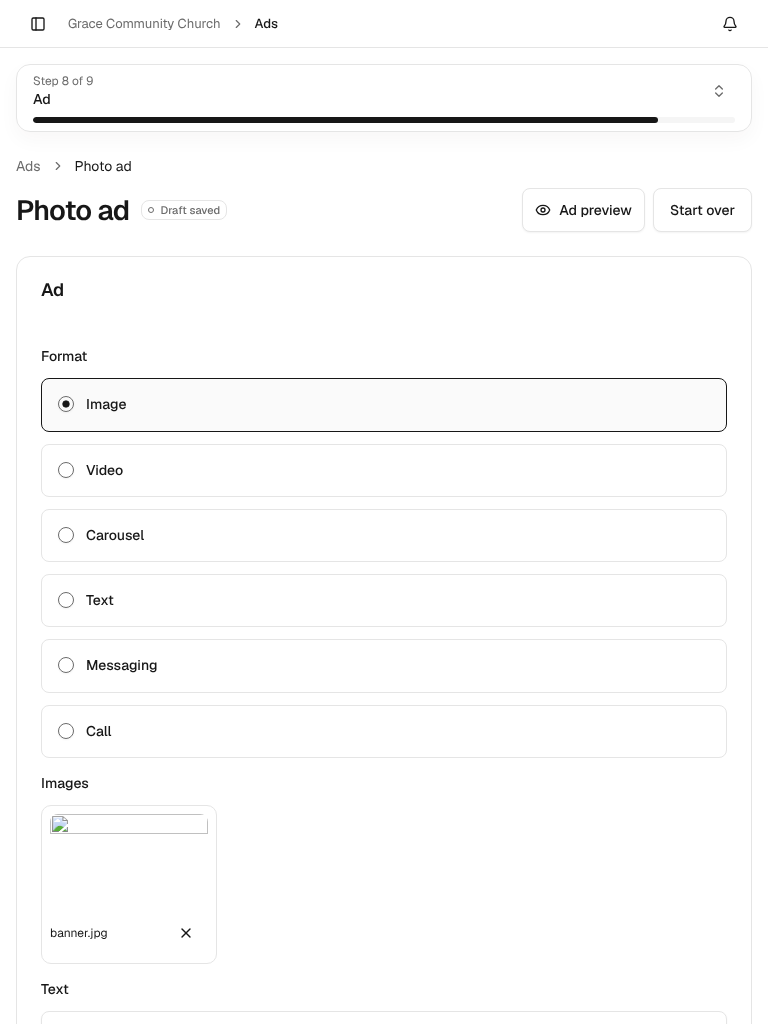 Grace Community Church
Ads
Step 8 of 9
Ad
Ads
Photo ad
Photo ad
Draft saved
Ad preview
Start over
Ad
Format
Image
Video
Carousel
Text
Messaging
Call
Images
banner.jpg
Text